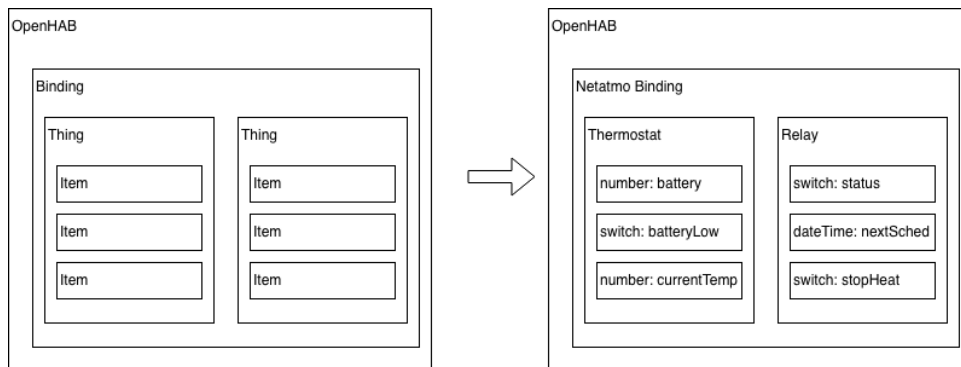 OpenHAB
Binding
Thing
Item
Item
Item
Thing
Item
Item
Item
OpenHAB
Netatmo Binding
Thermostat
number: battery
switch: batteryLow
number: currentTemp
Relay
switch: status
dateTime: nextSched
switch: stopHeat